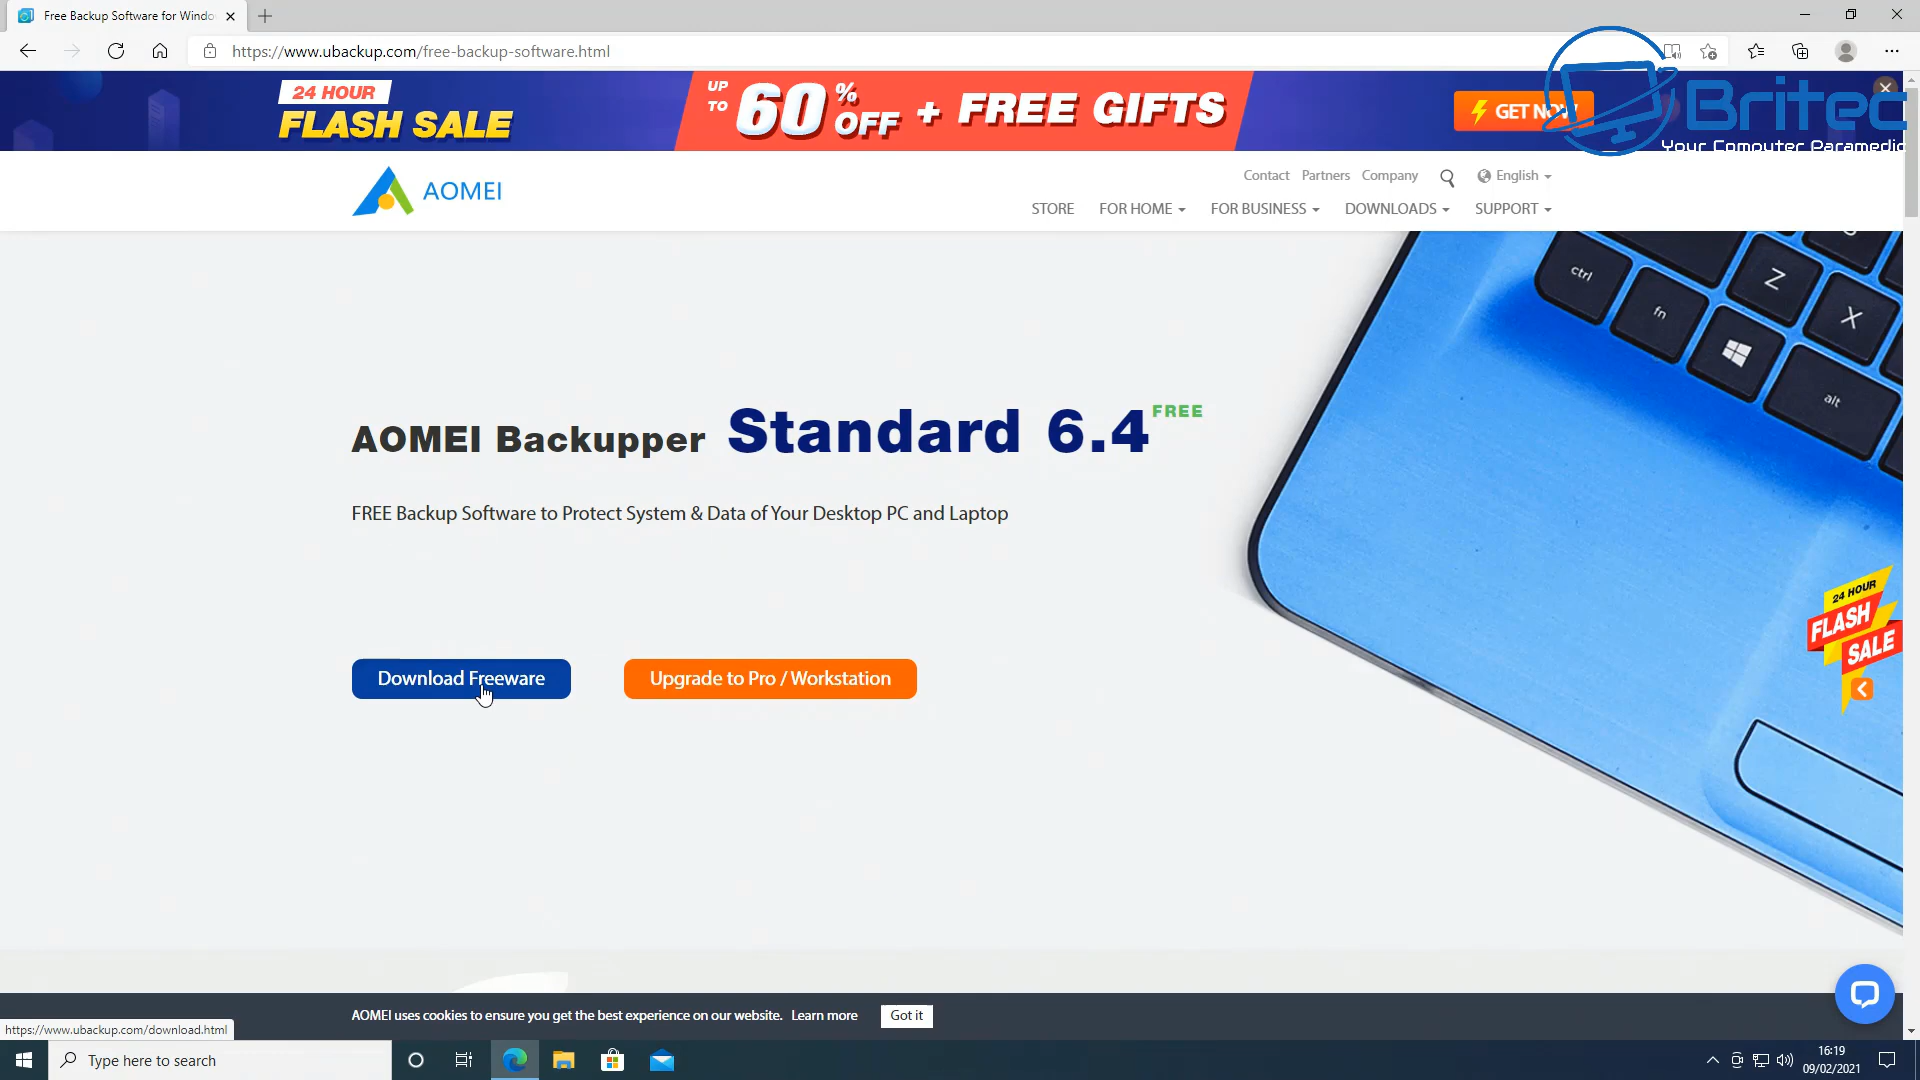 Free Backup Software for Windo
https://www.ubackup.com/free-backup-software.html
24 HOUR
FLASH SALE
UP TO 60% OFF + FREE GIFTS
GET NOW
Britec
Your Computer Paramedic
AOMEI
Contact Partners Company English
STORE FOR HOME FOR BUSINESS DOWNLOADS SUPPORT
ctrl
fn
Z
X
alt
AOMEI Backupper Standard 6.4 FREE
FREE Backup Software to Protect System & Data of Your Desktop PC and Laptop
24 HOUR
FLASH
SALE
Download Freeware
Upgrade to Pro / Workstation
AOMEI uses cookies to ensure you get the best experience on our website. Learn more Got it
https://www.ubackup.com/download.html
Type here to search
16:19
09/02/2021